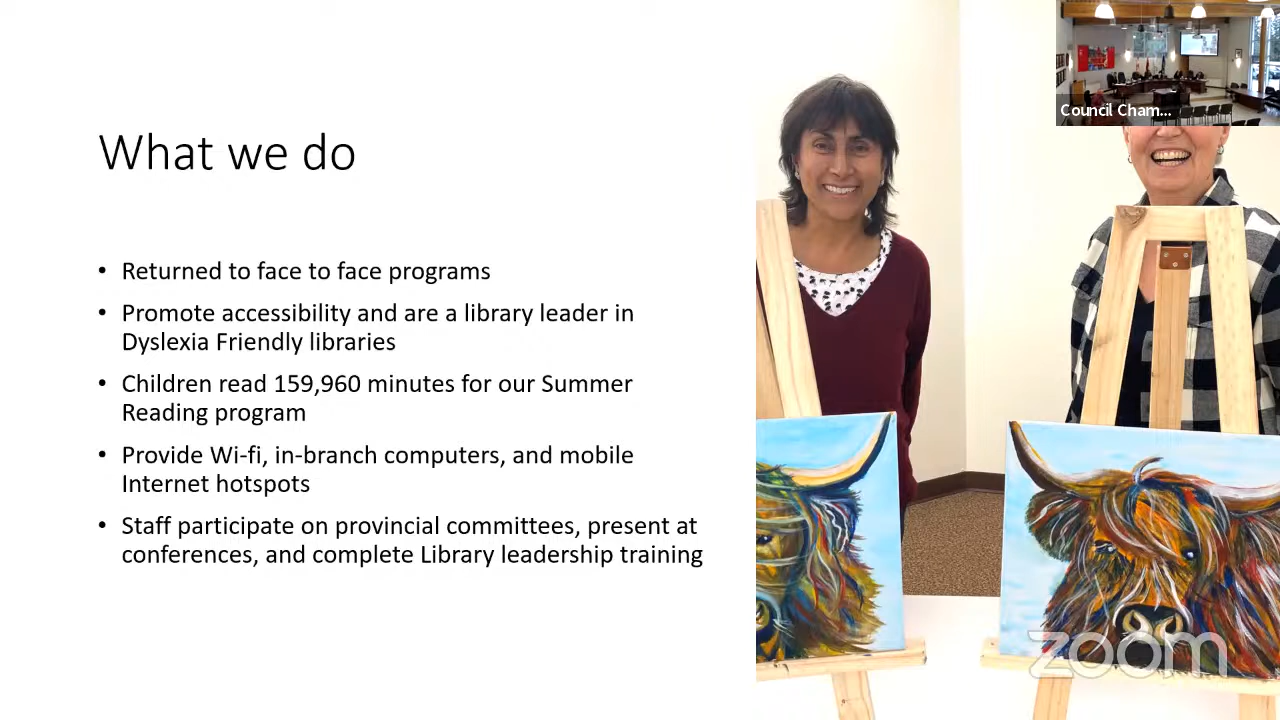 Council Cham...
What we do
• Returned to face to face programs
• Promote accessibility and are a library leader in
Dyslexia Friendly libraries
• Children read 159,960 minutes for our Summer
Reading program
• Provide Wi-fi, in-branch computers, and mobile
Internet hotspots
• Staff participate on provincial committees, present at
conferences, and complete Library leadership training
zoom